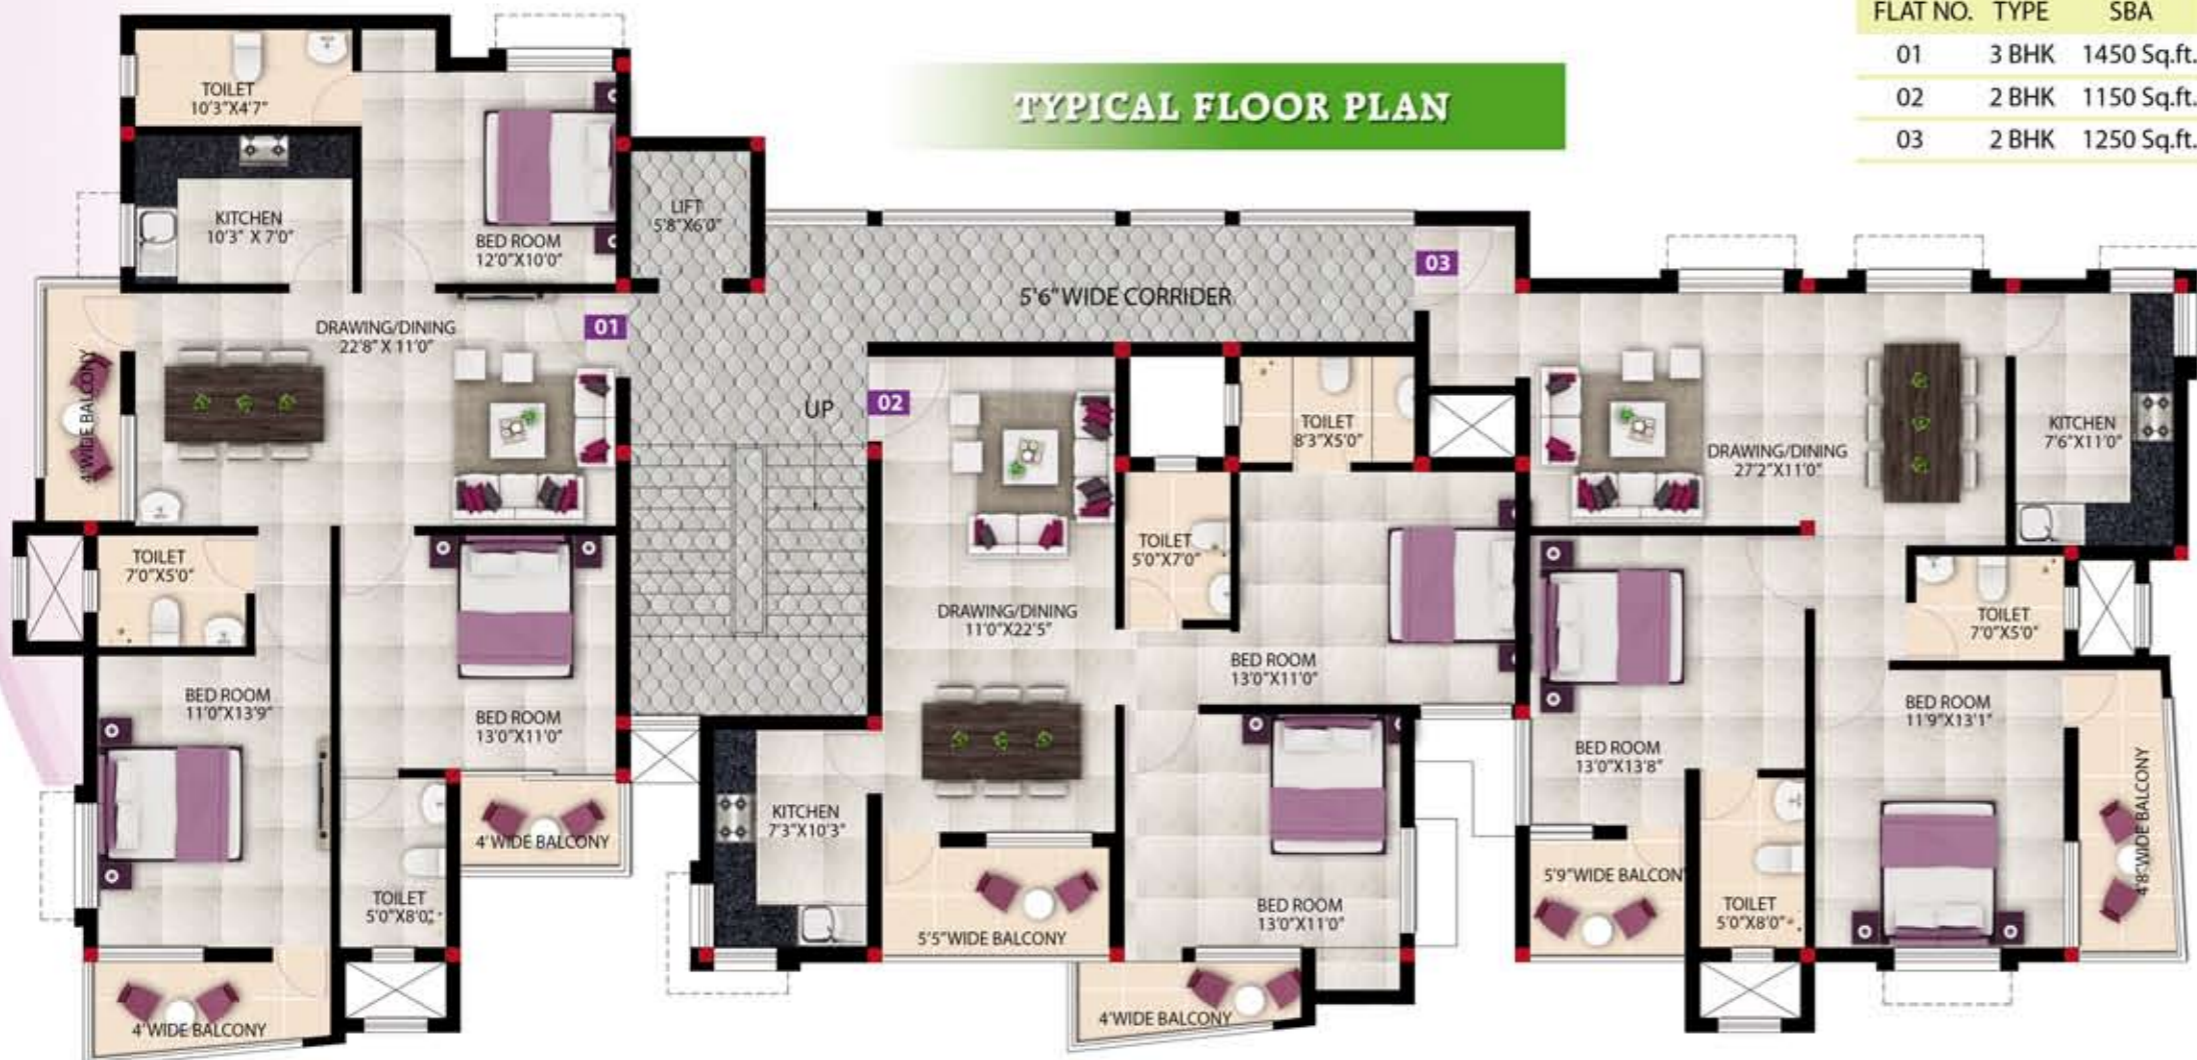 FLAT NO. TYPE SBA
01 3 BHK 1450 Sq.ft.
02 2 BHK 1150 Sq.ft.
03 2 BHK 1250 Sq.ft.
TYPICAL FLOOR PLAN
TOILET
10'3"X4'7"
KITCHEN
10'3" X 7'0"
BED ROOM
12'0"X10'0"
LIFT
5'8"X6'0"
5'6" WIDE CORRIDER
01
02
03
UP
DRAWING/DINING
22'8" X 11'0"
4'WIDE BALCONY
TOILET
7'0"X5'0"
BED ROOM
11'0"X13'9"
BED ROOM
13'0"X11'0"
4'WIDE BALCONY
TOILET
5'0"X8'0"
4'WIDE BALCONY
DRAWING/DINING
11'0"X22'5"
TOILET
5'0"X7'0"
TOILET
8'3"X5'0"
BED ROOM
13'0"X11'0"
KITCHEN
7'3"X10'3"
5'5"WIDE BALCONY
BED ROOM
13'0"X11'0"
4'WIDE BALCONY
DRAWING/DINING
27'2"X11'0"
KITCHEN
7'6"X11'0"
TOILET
7'0"X5'0"
BED ROOM
13'0"X13'8"
BED ROOM
11'9"X13'1"
5'9"WIDE BALCON
TOILET
5'0"X8'0"
4'8"WIDE BALCONY